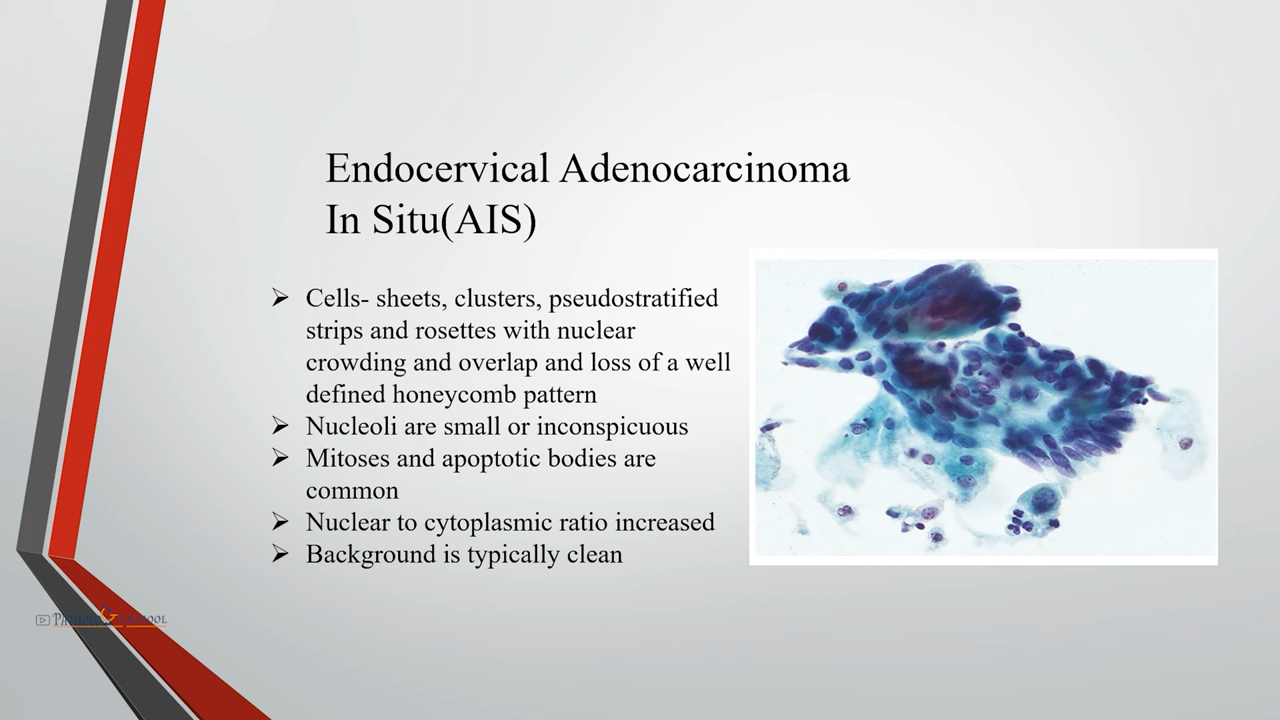 Endocervical Adenocarcinoma
In Situ(AIS)
➢ Cells- sheets, clusters, pseudostratified
strips and rosettes with nuclear
crowding and overlap and loss of a well
defined honeycomb pattern
➢ Nucleoli are small or inconspicuous
➢ Mitoses and apoptotic bodies are
common
➢ Nuclear to cytoplasmic ratio increased
➢ Background is typically clean